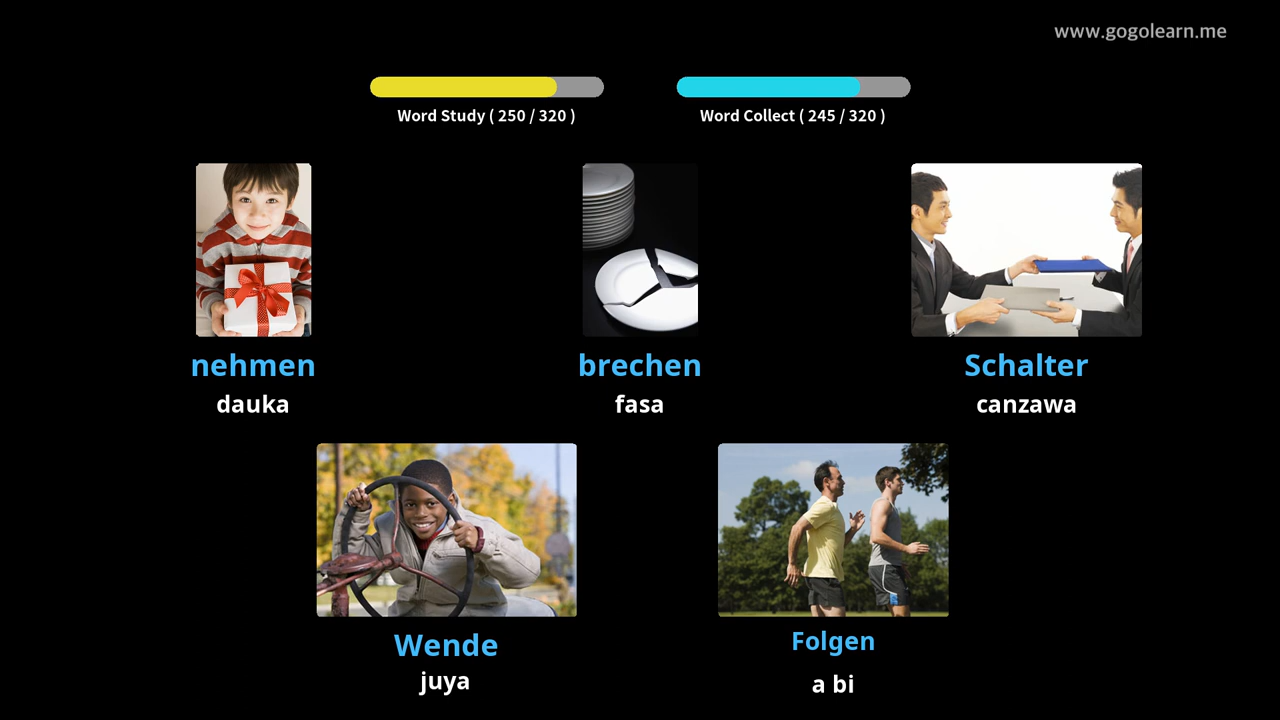 www.gogolearn.me
Word Study ( 250 / 320 )
Word Collect ( 245 / 320 )
nehmen
dauka
brechen
fasa
Schalter
canzawa
Wende
juya
Folgen
a bi